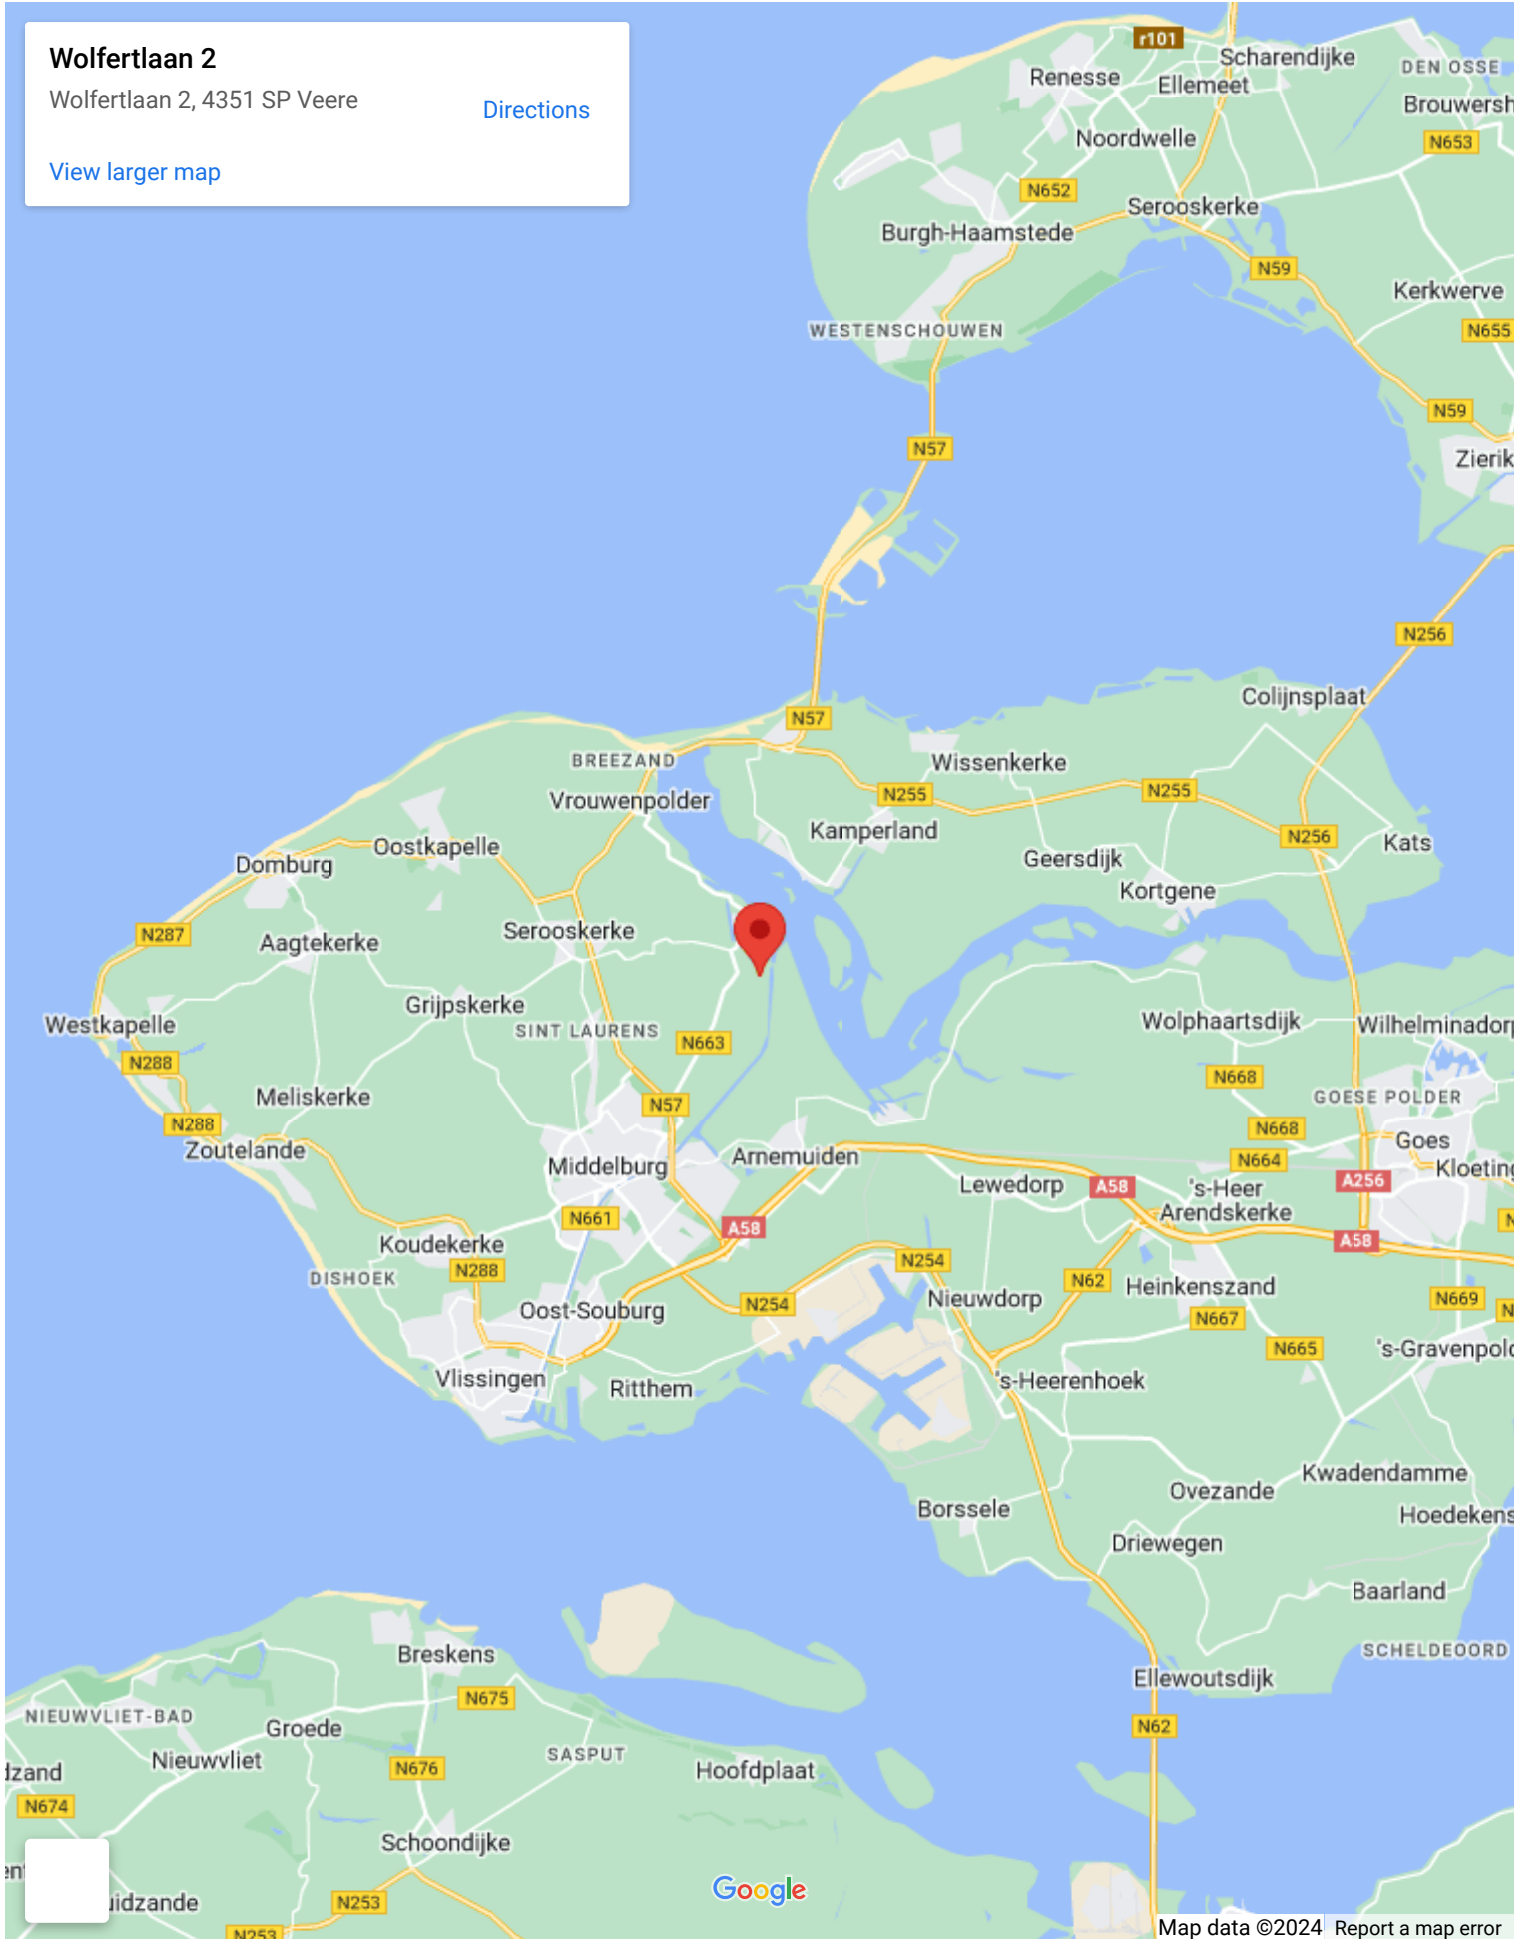 Wolfertlaan 2
Wolfertlaan 2, 4351 SP Veere
Directions
View larger map
r101
Scharendijke
DEN OSSE
Renesse
Ellemeet
Brouwersh
N653
Noordwelle
N652
Serooskerke
Burgh-Haamstede
N59
Kerkwerve
WESTENSCHOUWEN
N655
N59
N57
Zierik
N256
Colijnsplaat
N57
BREEZAND
Wissenkerke
N255
N255
Vrouwenpolder
Kamperland
N256
Kats
Oostkapelle
Domburg
Geersdijk
Kortgene
N287
Serooskerke
Aagtekerke
Grijpskerke
Westkapelle
SINT LAURENS
Wolphaartsdijk
Wilhelminadorp
N663
N288
N668
Meliskerke
GOESE POLDER
N57
N288
N668
Goes
Zoutelande
Arnemuiden
Middelburg
N664
Kloeting
Lewedorp
A58
's-Heer
Arendskerke
A256
N661
A58
N
A58
Koudekerke
N288
DISHOEK
N254
N62
Heinkenszand
Nieuwdorp
N254
N669
N
Oost-Souburg
N667
N665
's-Gravenpold
Vlissingen
Ritthem
's-Heerenhoek
Kwadendamme
Ovezande
Borssele
Hoedekens
Driewegen
Baarland
Breskens
SCHELDEOORD
Ellewoutsdijk
N675
NIEUWVLIET-BAD
Groede
N62
Nieuwvliet
SASPUT
dzand
N676
Hoofdplaat
N674
Schoondijke
ent
uidzande
N253
Google
N253
Map data ©2024
Report a map error